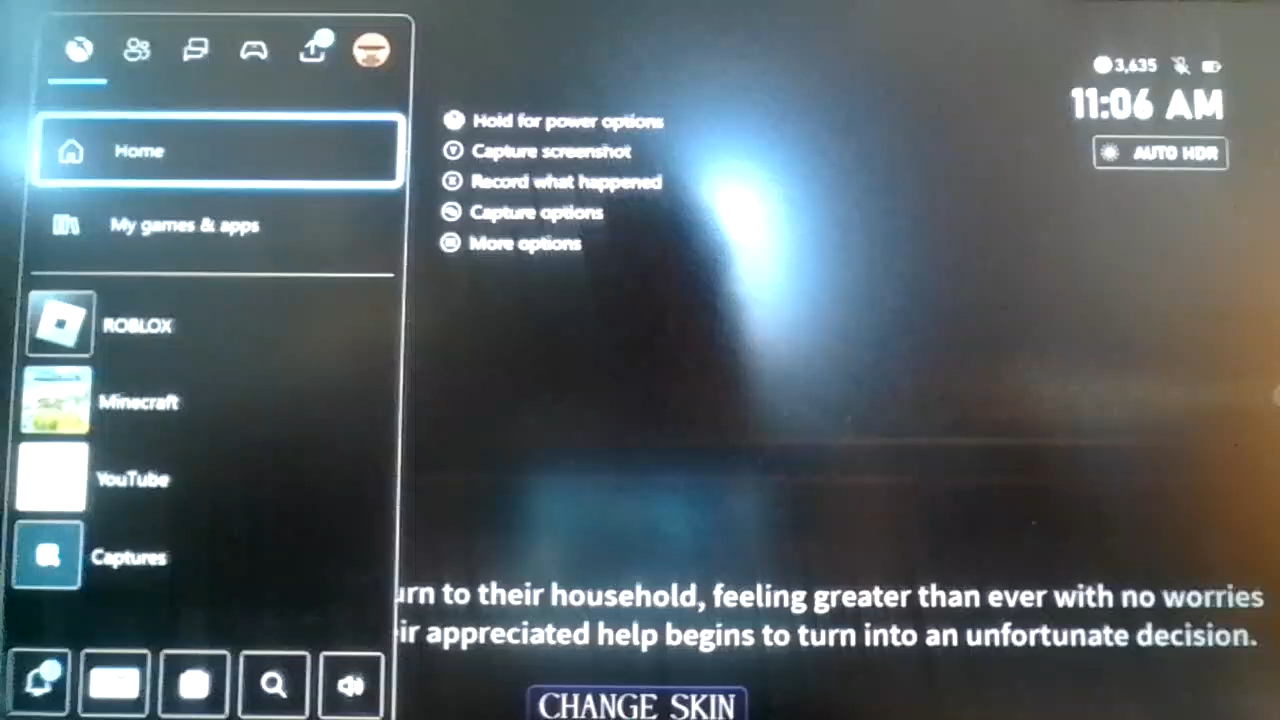 3,635
11:06 AM
AUTO HDR
Home
My games & apps
ROBLOX
Minecraft
YouTube
Captures
Hold for power options
Capture screenshot
Record what happened
Capture options
More options
to their household, feeling greater than ever with no worries
appreciated help begins to turn into an unfortunate decision.
CHANGE SKIN